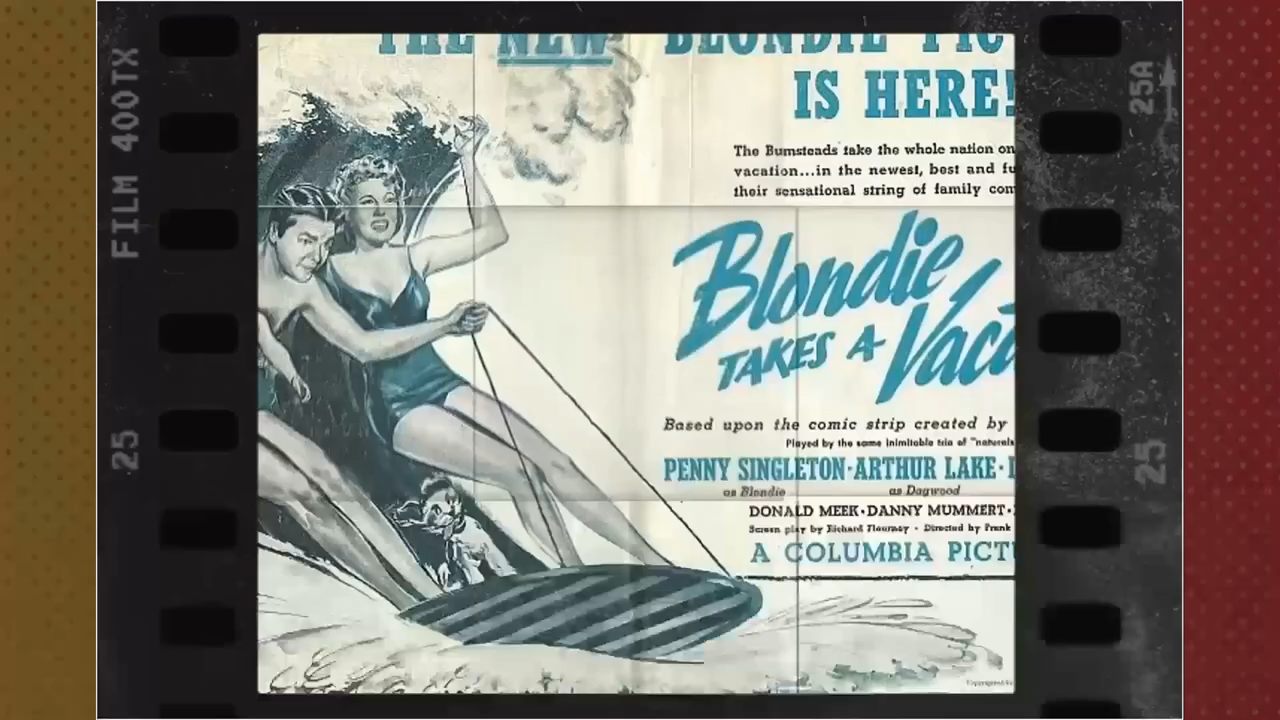 FILM 400TX
25
25A
25
THE NEW BLONDIE PIC
IS HERE!
The Bumsteads take the whole nation on
vacation...in the newest, best and fu
their sensational string of family com
Blondie
TAKES A Vaca
Based upon the comic strip created by
Played by the same inimitable trio of "naturals
PENNY SINGLETON·ARTHUR LAKE·L
as Blondie as Dagwood
DONALD MEEK·DANNY MUMMERT·
Screen play by Richard Flournoy · Directed by Frank
A COLUMBIA PICTU